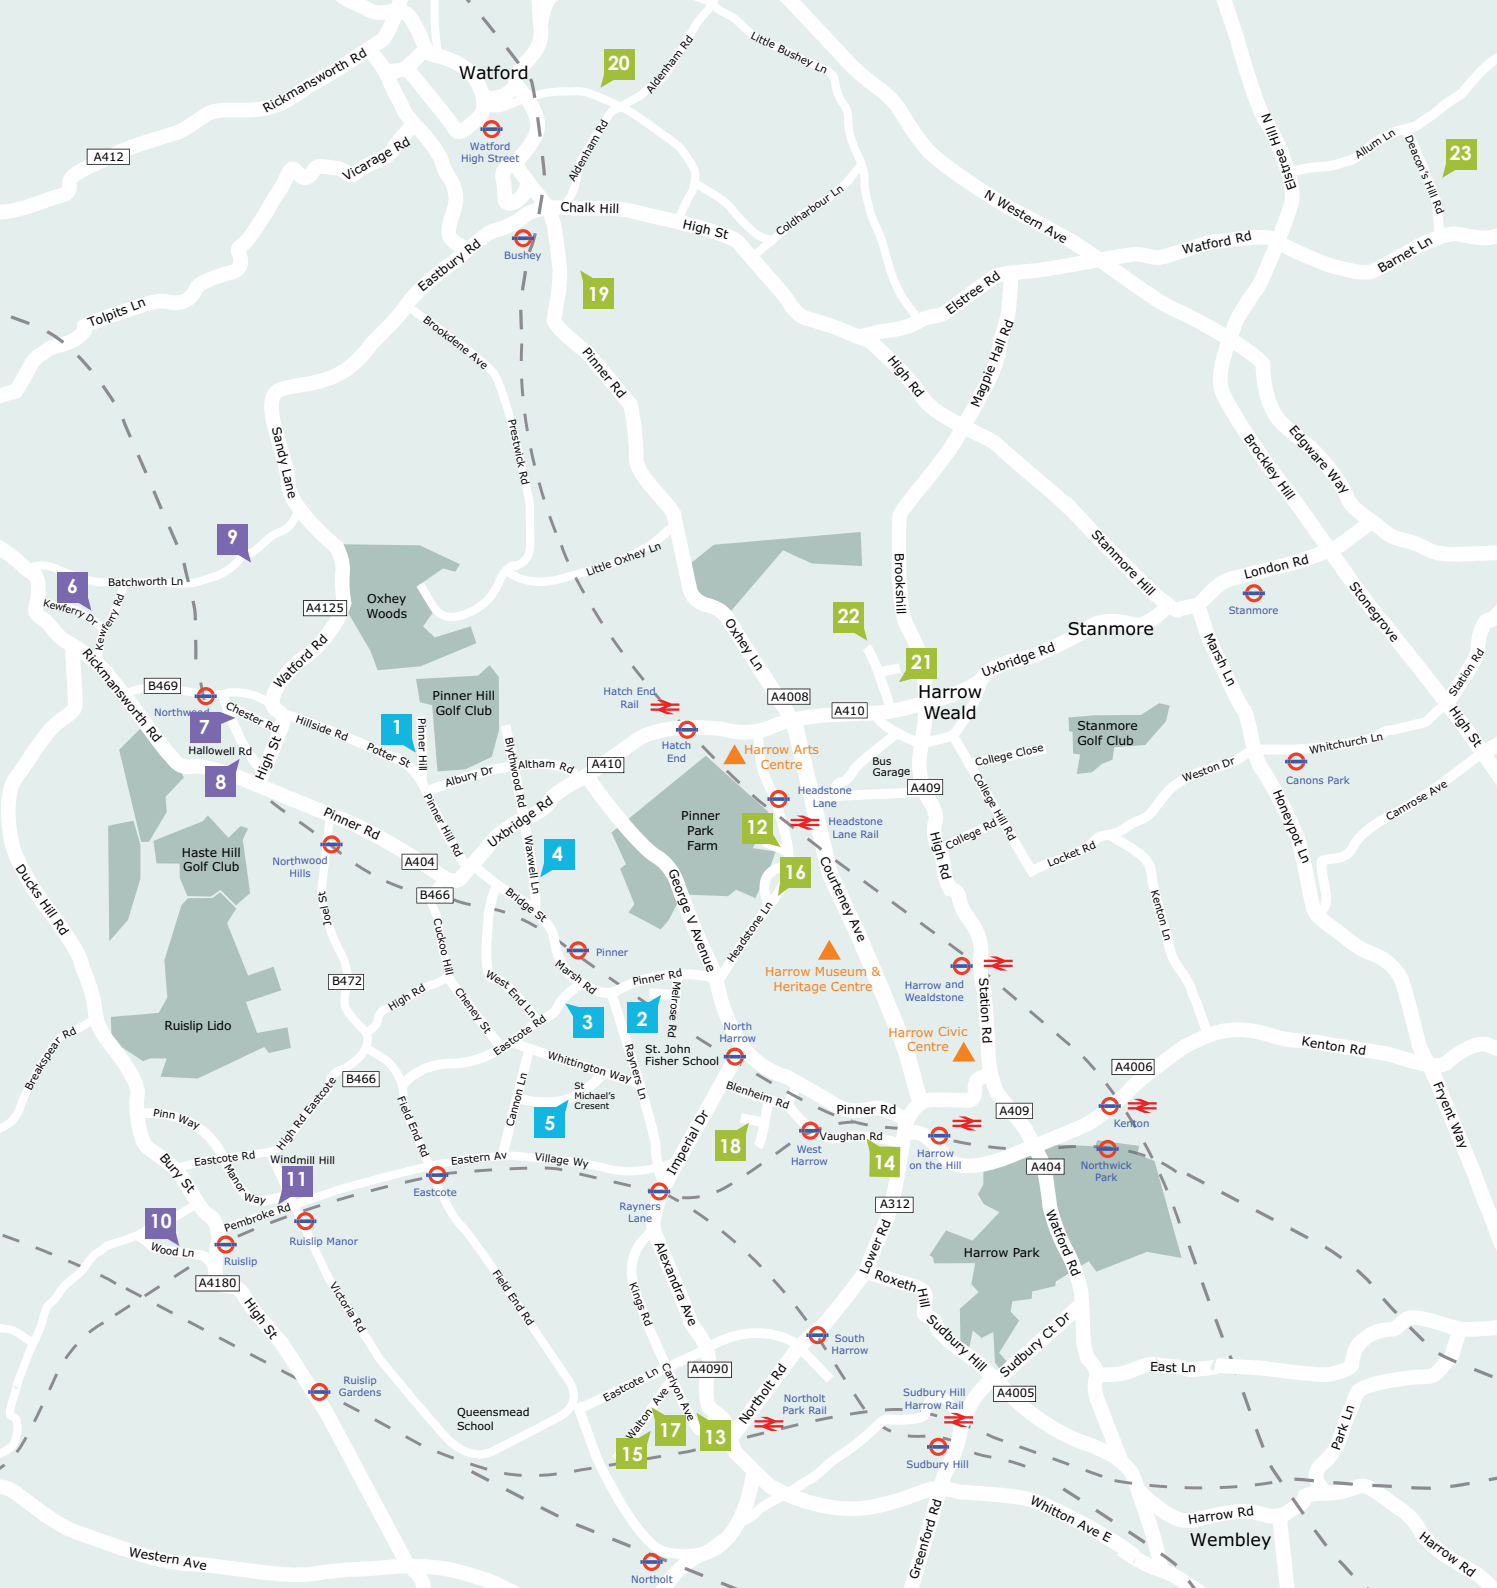 Rickmansworth Rd
Watford
20
Aldenham Rd
Little Bushey Ln
N Elstree Hill
Allum Ln
Deacon's Hill Rd
23
A412
Vicarage Rd
Watford
High Street
Aldenham Rd
Coldharbour Ln
N Western Ave
Chalk Hill
High St
Watford Rd
Barnet Ln
Bushey
Eastbury Rd
19
Elstree Rd
Tolpits Ln
Brookdene Ave
Pinner Rd
High Rd
Magpie Hall Rd
Sandy Lane
Prestwick Rd
Brockley Hill
Edgware Way
9
6
Batchworth Ln
Kewferry Dr
Kewferry Rd
A4125
Oxhey
Woods
Little Oxhey Ln
Brookshill
Stanmore Hill
London Rd
Stanmore
Stonegrove
22
Oxhey Ln
Stanmore
Uxbridge Rd
Marsh Ln
Station Rd
21
Rickmansworth Rd
Watford Rd
B469
Northwood
7
Chester Rd
Hillside Rd
Hallowell Rd
8
High St
Potter St
1
Pinner Hill
Pinner Hill
Golf Club
Hatch End
Rail
A4008
A410
Harrow
Weald
Stanmore
Golf Club
High St
Hatch
End
Harrow Arts
Centre
Blythwood Rd
Altham Rd
A410
Albury Dr
Bus
Garage
College Close
Whitchurch Ln
Weston Dr
Canons Park
Camrose Ave
Headstone
Lane
A409
College Hill Rd
Pinner Rd
Pinner Hill Rd
Uxbridge Rd
Pinner
Park
Farm
12
Headstone
Lane Rail
High Rd
College Rd
Locket Rd
Honeypot Ln
Haste Hill
Golf Club
Northwood
Hills
A404
Waxwell Ln
4
16
Courteney Ave
Ducks Hill Rd
Joel St
B466
Bridge St
George V Avenue
Headstone Ln
Kenton Ln
Cuckoo Hill
Pinner
Harrow Museum &
Heritage Centre
Harrow and
Wealdstone
Station Rd
B472
High Rd
Cheney St
West End Ln
Marsh Rd
Pinner Rd
Melrose Rd
3
2
Ruislip Lido
Eastcote Rd
North
Harrow
Harrow Civic
Centre
Kenton Rd
Breakspear Rd
St. John
Fisher School
Rayners Ln
Whittington Way
B466
A4006
Fryent Way
High Rd Eastcote
Field End Rd
Cannon Ln
St
Michael's
Cresent
5
Blenheim Rd
Pinner Rd
A409
Kenton
Pinn Way
Imperial Dr
18
West
Harrow
Vaughan Rd
14
Harrow
on the Hill
A404
Northwick
Park
Bury St
Eastcote Rd
Windmill Hill
Manor Way
11
Eastern Av
Village Wy
Eastcote
Rayners
Lane
A312
Pembroke Rd
10
Wood Ln
Ruislip
Ruislip Manor
Lower Rd
Harrow Park
Watford Rd
A4180
High St
Victoria Rd
Field End Rd
Alexandra Ave
Kings Rd
Roxeth Hill
Sudbury Hill
Sudbury Ct Dr
South
Harrow
Ruislip
Gardens
Eastcote Ln
A4090
Carlyon Ave
East Ln
Northolt Rd
Northolt
Park Rail
Sudbury Hill
Harrow Rail
A4005
Park Ln
Queensmead
School
Walton Ave
17
13
15
Sudbury Hill
Greenford Rd
Whitton Ave E
Harrow Rd
Wembley
Harrow Rd
Western Ave
Northolt